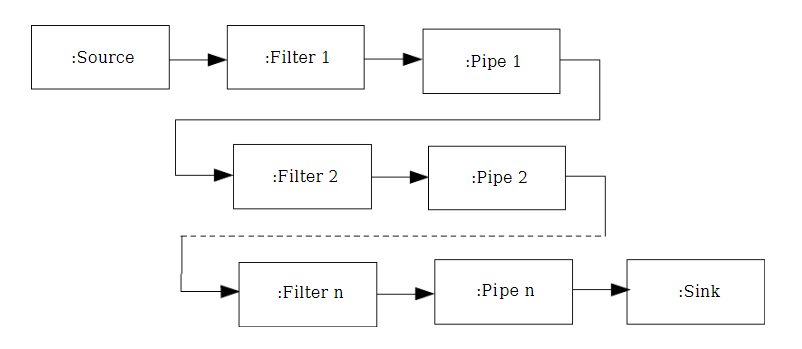 :Source
:Filter 1
:Pipe 1
:Filter 2
:Pipe 2
:Filter n
:Pipe n
:Sink